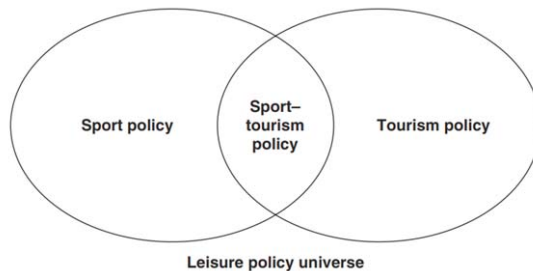 Sport policy
Sport–
tourism
policy
Tourism policy
Leisure policy universe